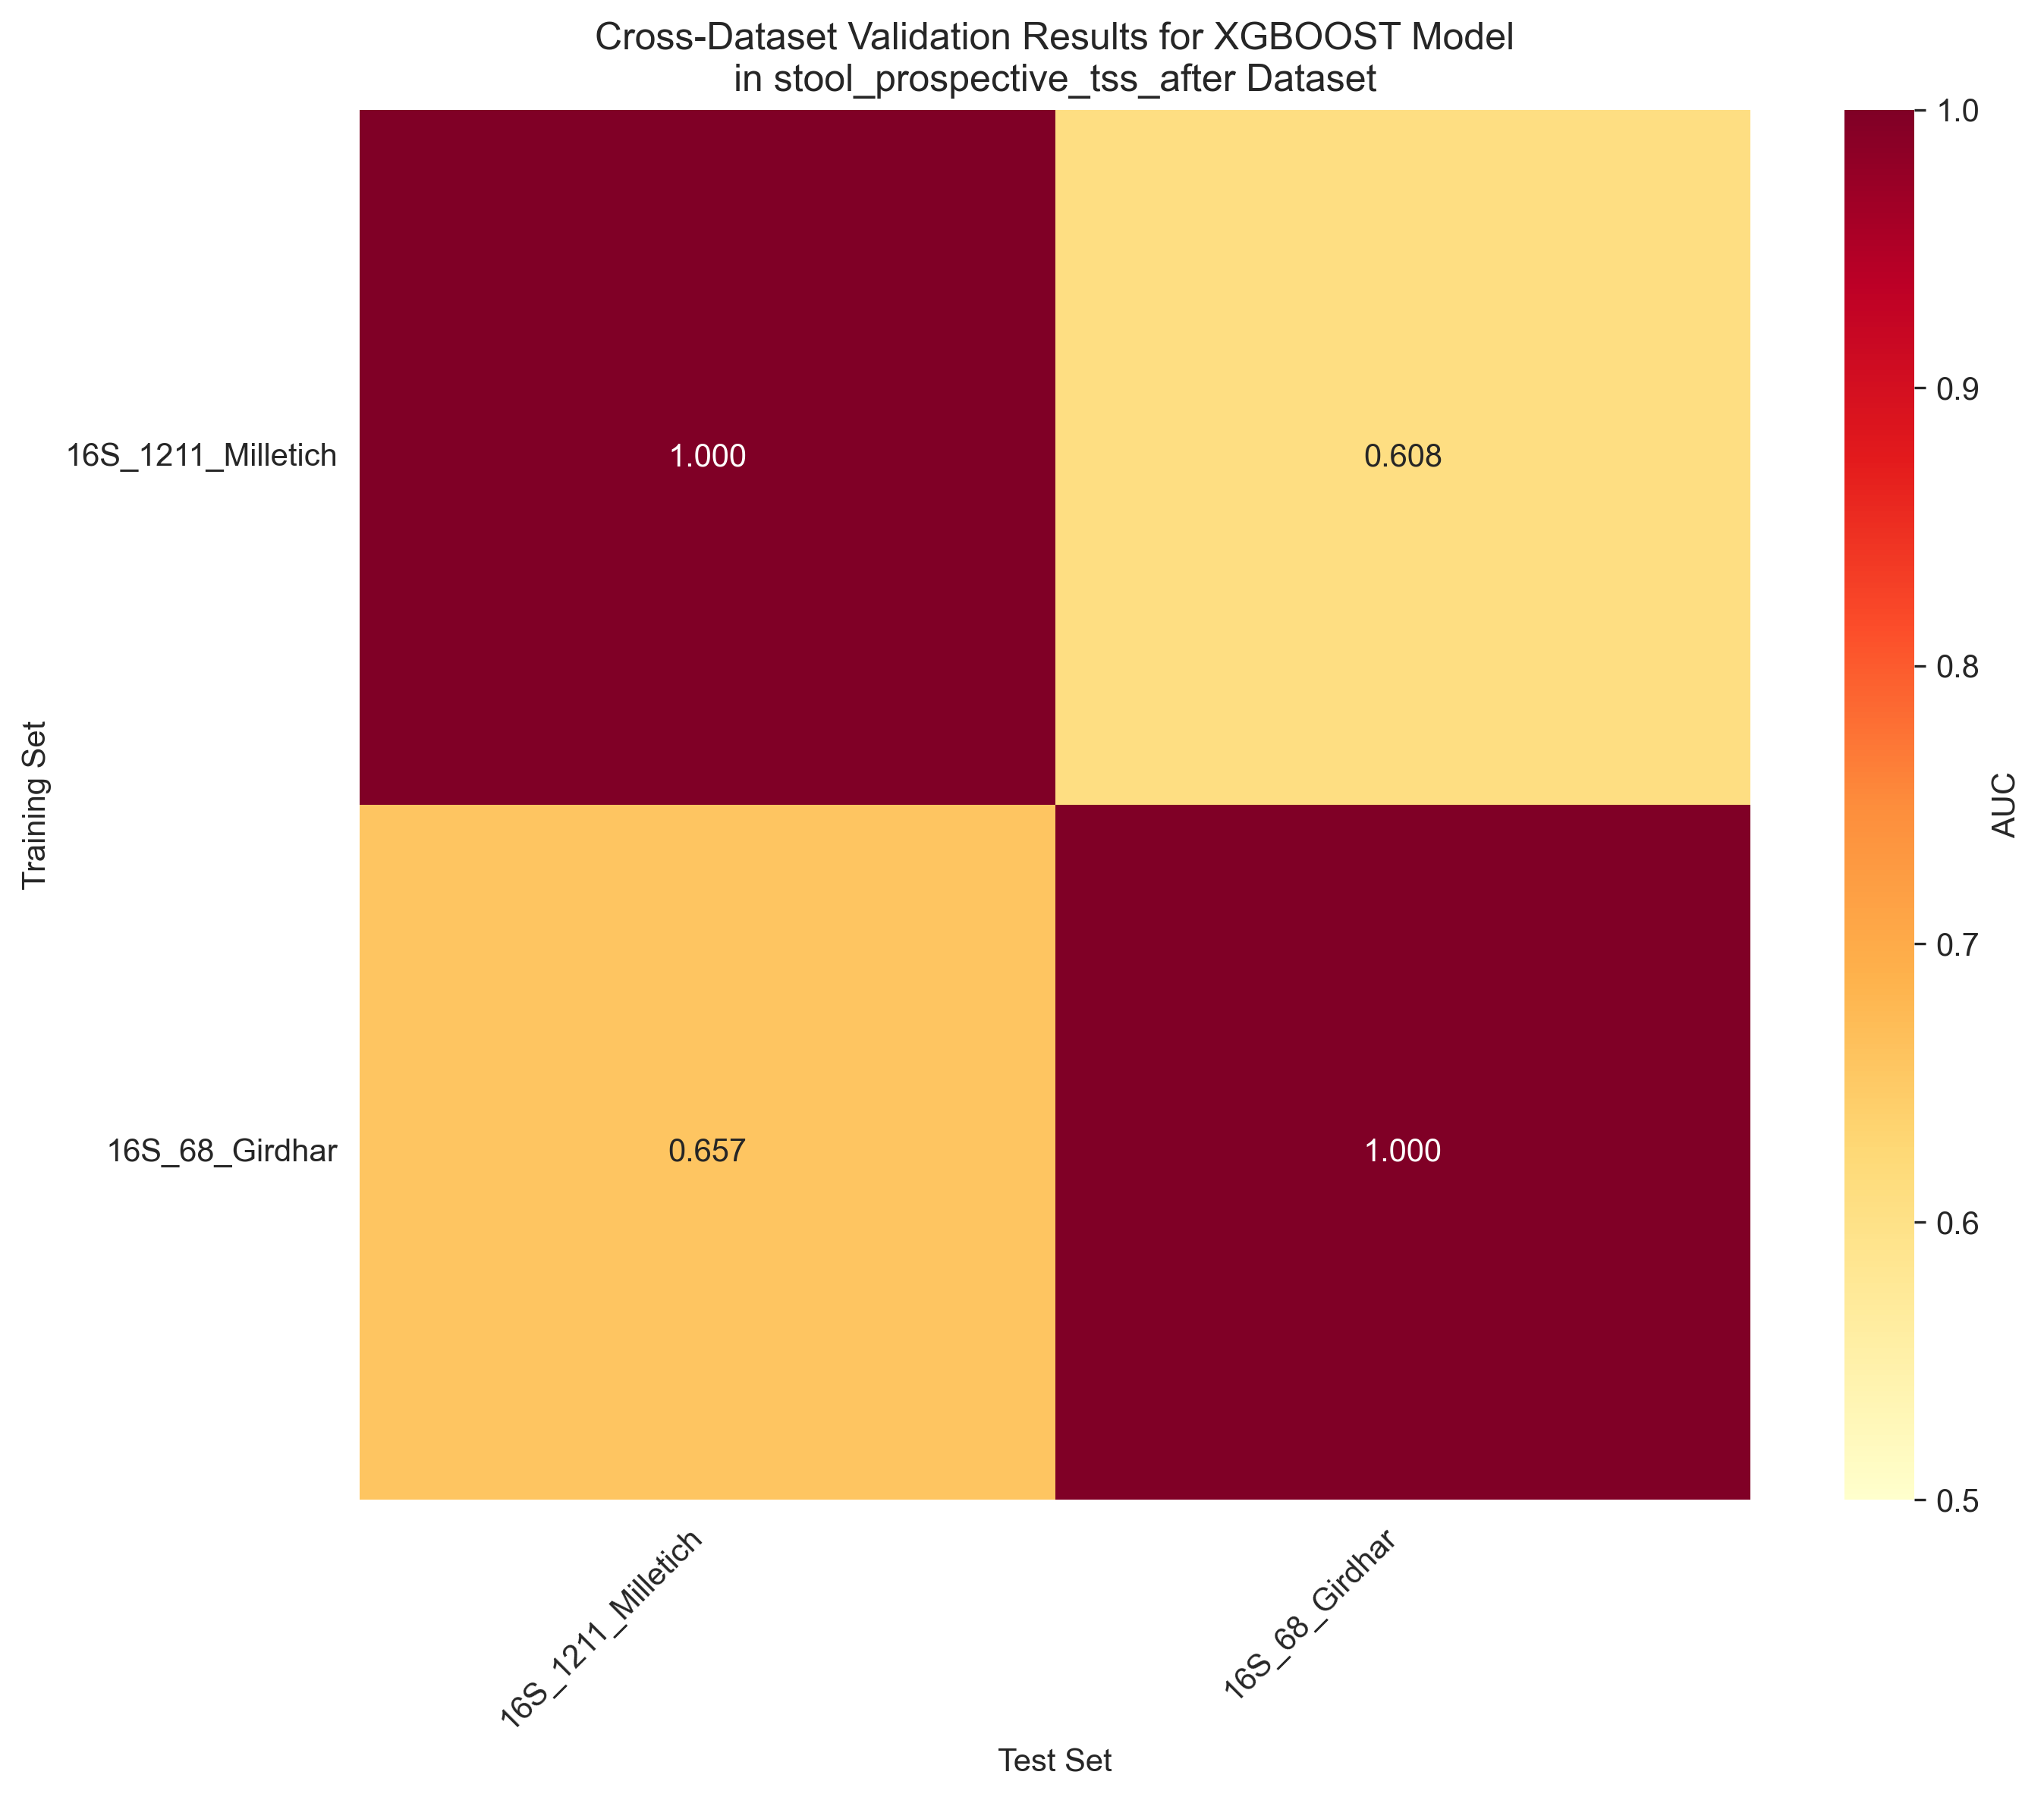 Cross-Dataset Validation Results for XGBOOST Model
in stool_prospective_tss_after Dataset
Training Set
16S_1211_Milletich
16S_68_Girdhar
1.000
0.608
0.657
1.000
16S_1211_Milletich
16S_68_Girdhar
Test Set
1.0
0.9
0.8
0.7
0.6
0.5
AUC